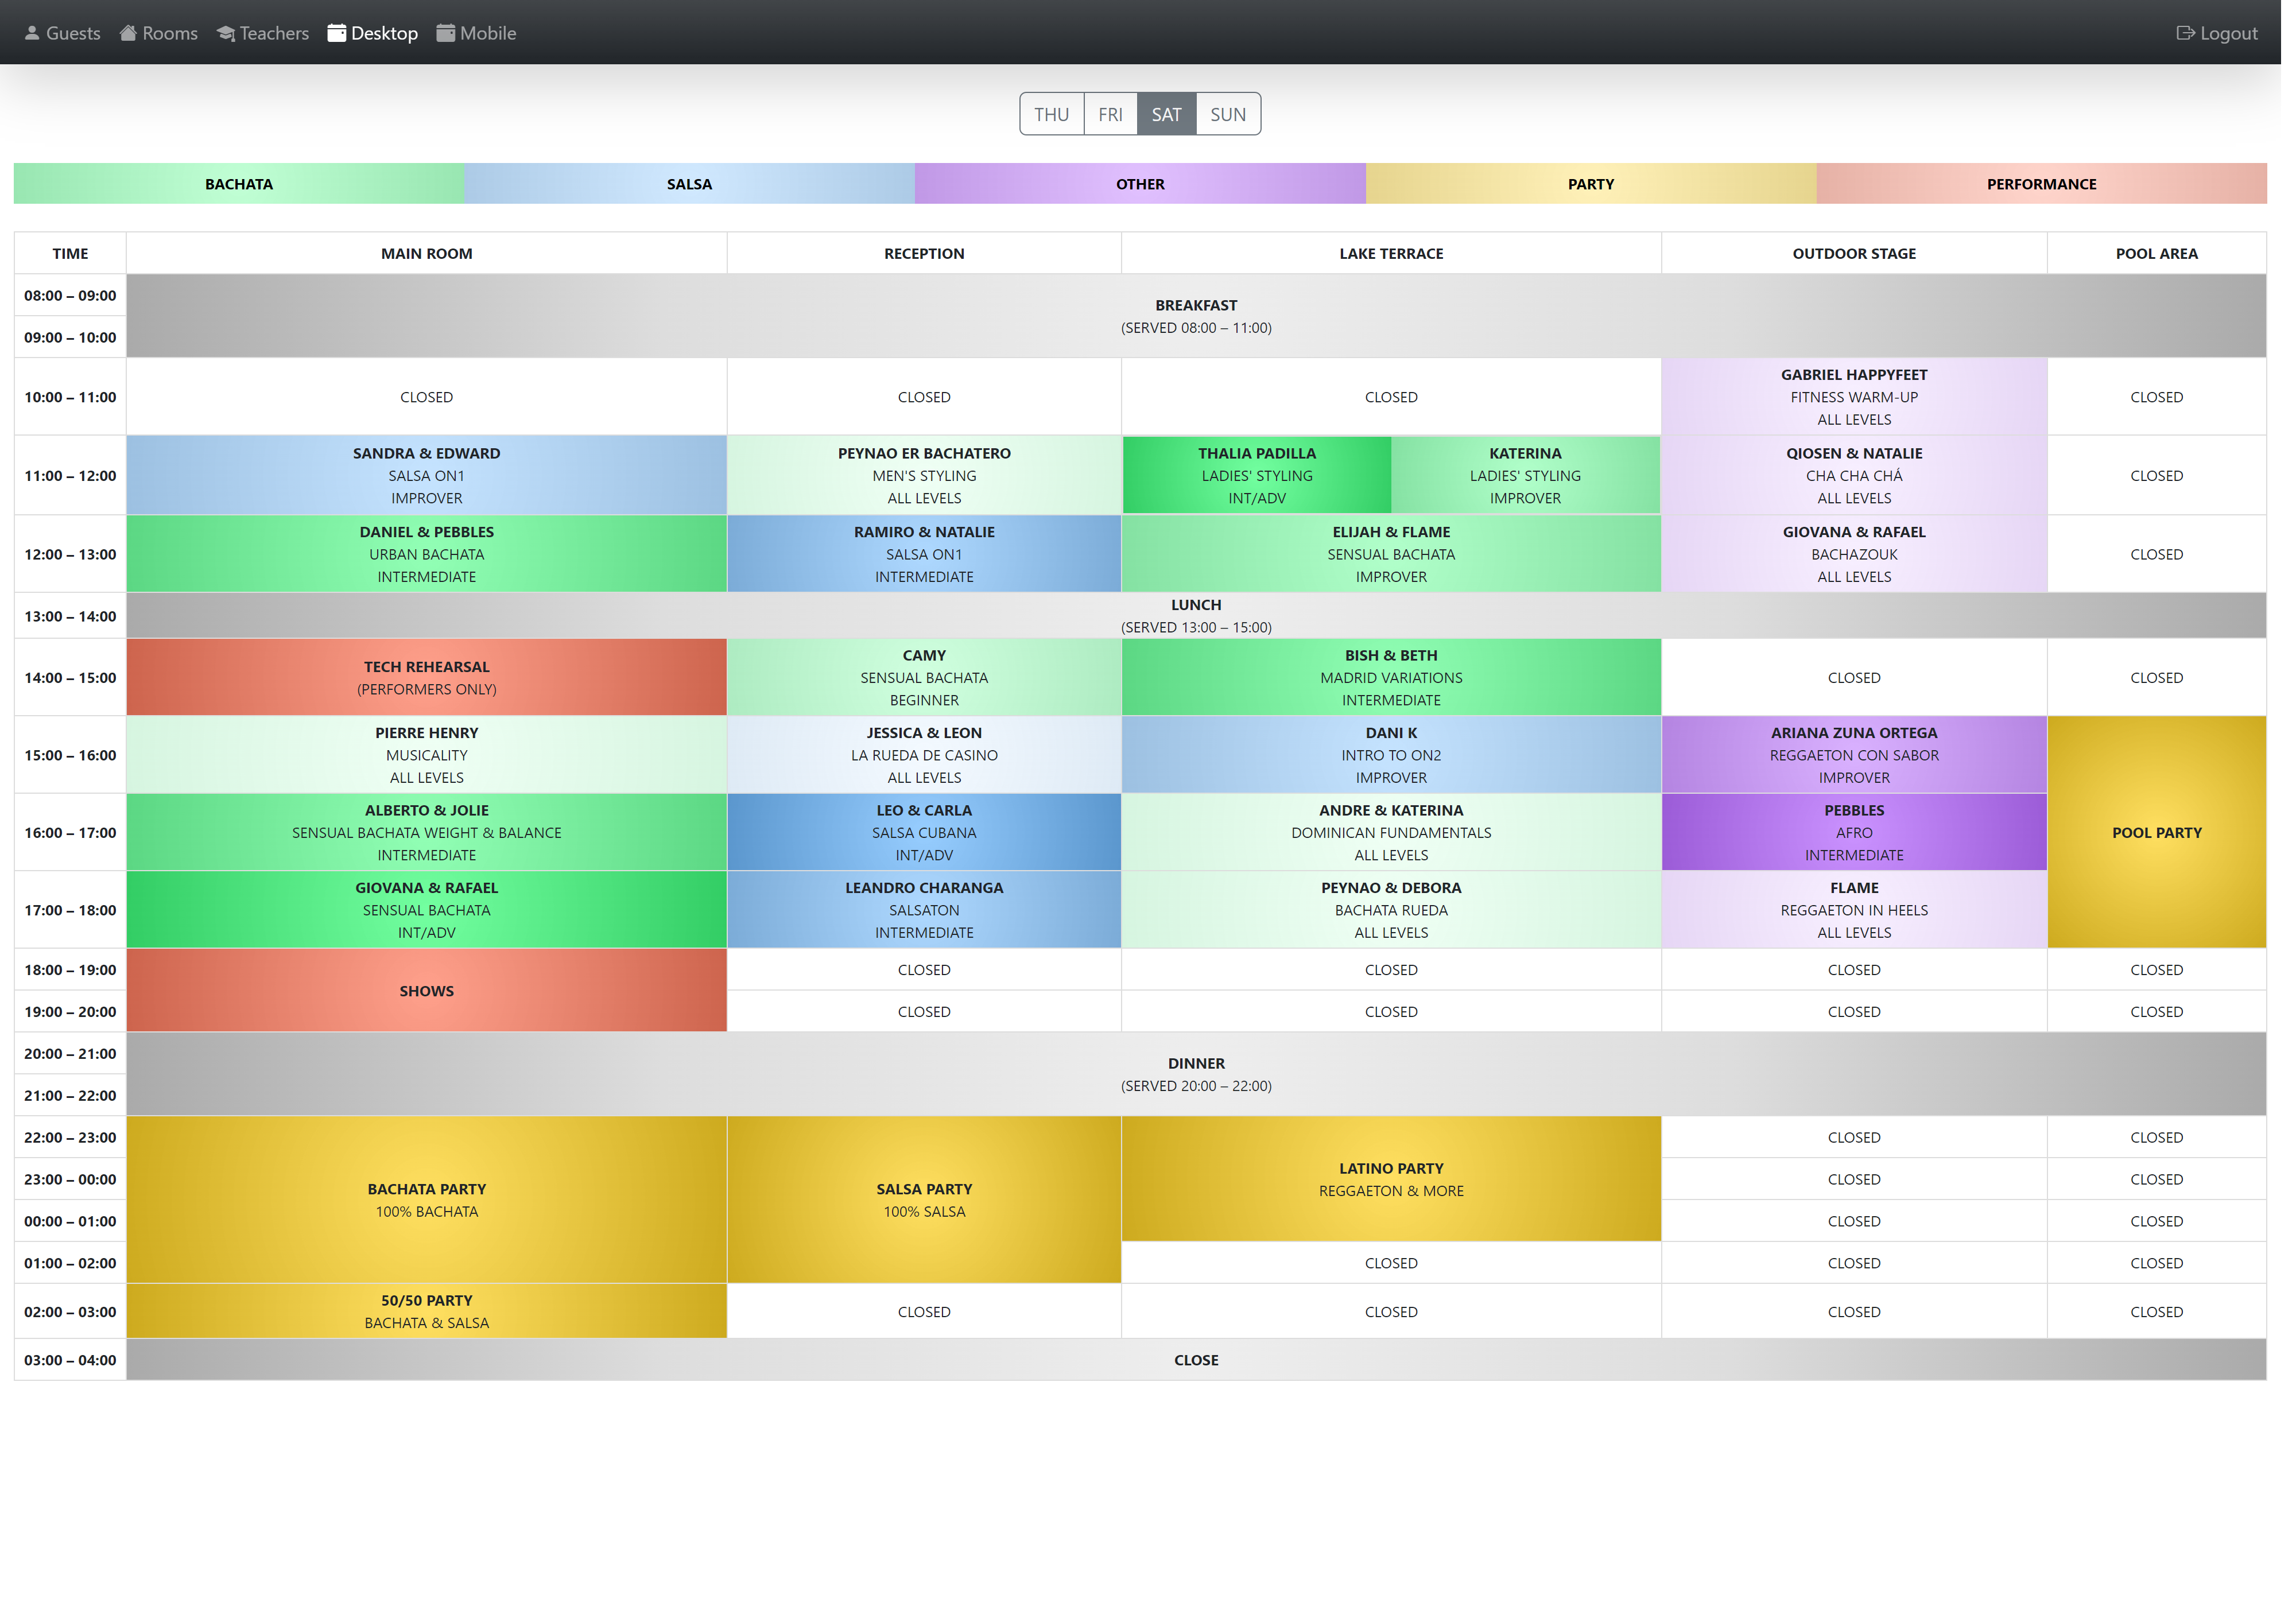 Guests Rooms Teachers Desktop Mobile Logout
THU FRI SAT SUN
BACHATA SALSA OTHER PARTY PERFORMANCE
TIME MAIN ROOM RECEPTION LAKE TERRACE OUTDOOR STAGE POOL AREA
08:00 – 09:00
09:00 – 10:00
BREAKFAST
(SERVED 08:00 – 11:00)
10:00 – 11:00
CLOSED
CLOSED
CLOSED
GABRIEL HAPPYFEET
FITNESS WARM-UP
ALL LEVELS
CLOSED
11:00 – 12:00
SANDRA & EDWARD
SALSA ON1
IMPROVER
PEYNAO ER BACHATERO
MEN'S STYLING
ALL LEVELS
THALIA PADILLA
LADIES' STYLING
INT/ADV
KATERINA
LADIES' STYLING
IMPROVER
QIOSEN & NATALIE
CHA CHA CHÁ
ALL LEVELS
CLOSED
12:00 – 13:00
DANIEL & PEBBLES
URBAN BACHATA
INTERMEDIATE
RAMIRO & NATALIE
SALSA ON1
INTERMEDIATE
ELIJAH & FLAME
SENSUAL BACHATA
IMPROVER
GIOVANA & RAFAEL
BACHAZOUK
ALL LEVELS
CLOSED
13:00 – 14:00
LUNCH
(SERVED 13:00 – 15:00)
14:00 – 15:00
TECH REHEARSAL
(PERFORMERS ONLY)
CAMY
SENSUAL BACHATA
BEGINNER
BISH & BETH
MADRID VARIATIONS
INTERMEDIATE
CLOSED
CLOSED
15:00 – 16:00
PIERRE HENRY
MUSICALITY
ALL LEVELS
JESSICA & LEON
LA RUEDA DE CASINO
ALL LEVELS
DANI K
INTRO TO ON2
IMPROVER
ARIANA ZUNA ORTEGA
REGGAETON CON SABOR
IMPROVER
POOL PARTY
16:00 – 17:00
ALBERTO & JOLIE
SENSUAL BACHATA WEIGHT & BALANCE
INTERMEDIATE
LEO & CARLA
SALSA CUBANA
INT/ADV
ANDRE & KATERINA
DOMINICAN FUNDAMENTALS
ALL LEVELS
PEBBLES
AFRO
INTERMEDIATE
17:00 – 18:00
GIOVANA & RAFAEL
SENSUAL BACHATA
INT/ADV
LEANDRO CHARANGA
SALSATON
INTERMEDIATE
PEYNAO & DEBORA
BACHATA RUEDA
ALL LEVELS
FLAME
REGGAETON IN HEELS
ALL LEVELS
18:00 – 19:00
SHOWS
CLOSED
CLOSED
CLOSED
CLOSED
19:00 – 20:00
CLOSED
CLOSED
CLOSED
CLOSED
20:00 – 21:00
21:00 – 22:00
DINNER
(SERVED 20:00 – 22:00)
22:00 – 23:00
BACHATA PARTY
100% BACHATA
SALSA PARTY
100% SALSA
LATINO PARTY
REGGAETON & MORE
CLOSED
CLOSED
23:00 – 00:00
CLOSED
CLOSED
00:00 – 01:00
CLOSED
CLOSED
01:00 – 02:00
CLOSED
CLOSED
CLOSED
02:00 – 03:00
50/50 PARTY
BACHATA & SALSA
CLOSED
CLOSED
CLOSED
CLOSED
03:00 – 04:00
CLOSE